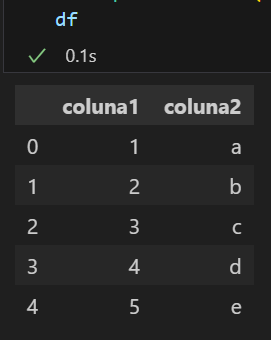 df
0.1s
coluna1 coluna2
0 1 a
1 2 b
2 3 c
3 4 d
4 5 e